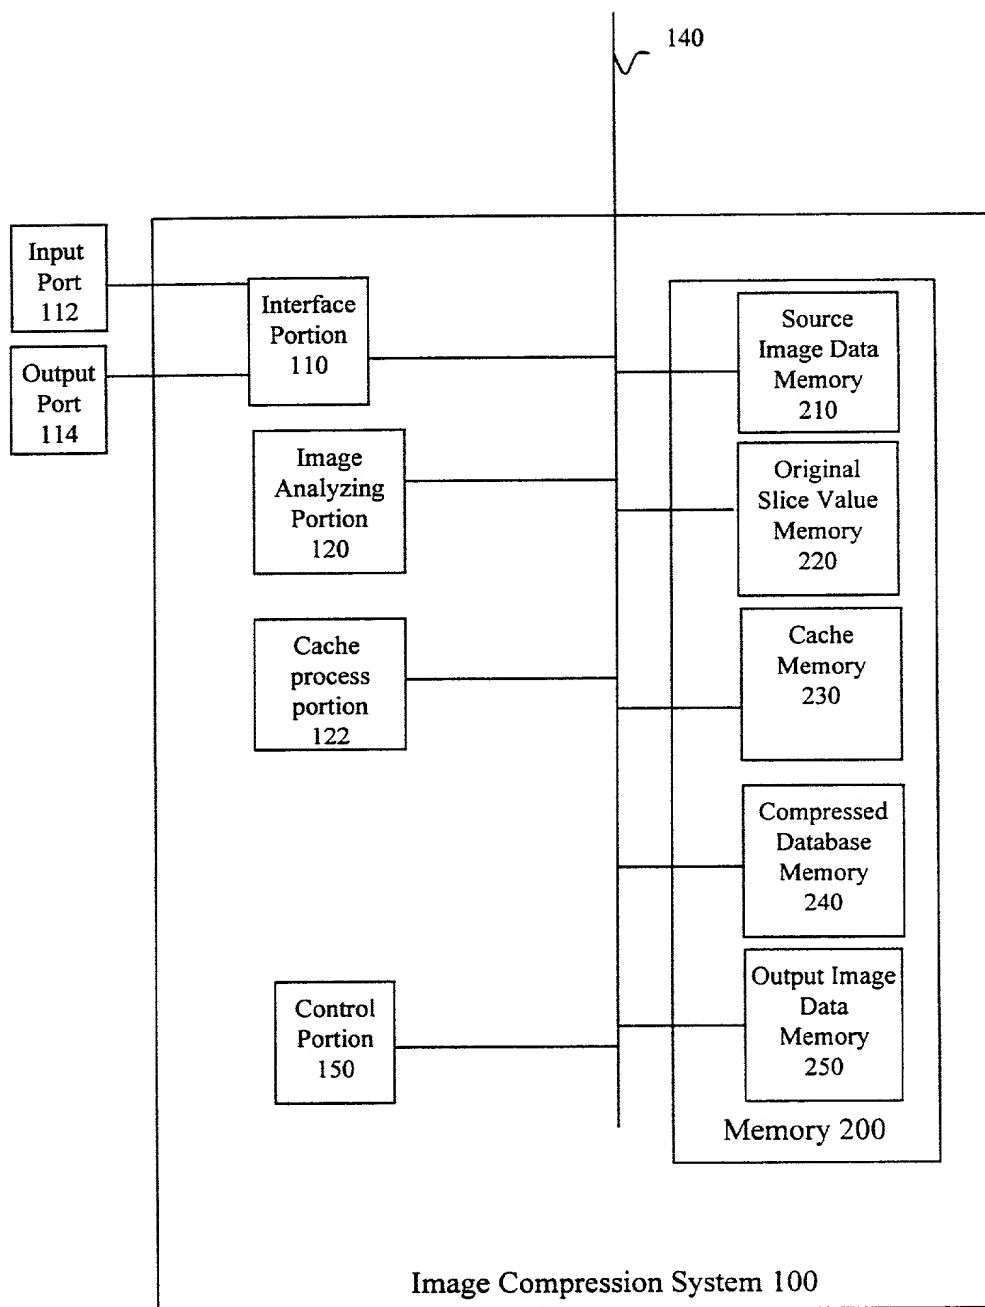 140
Input
Port
112
Output
Port
114
Interface
Portion
110
Image
Analyzing
Portion
120
Cache
process
portion
122
Control
Portion
150
Source
Image Data
Memory
210
Original
Slice Value
Memory
220
Cache
Memory
230
Compressed
Database
Memory
240
Output Image
Data
Memory
250
Memory 200
Image Compression System 100